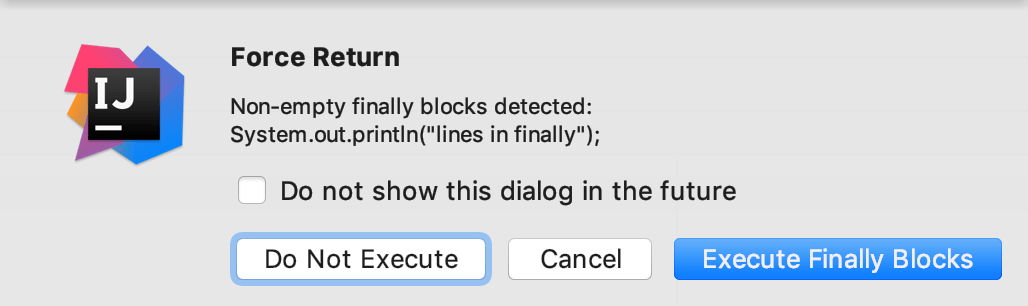 IJ
Force Return
Non-empty finally blocks detected:
System.out.println("lines in finally");
Do not show this dialog in the future
Do Not Execute
Cancel
Execute Finally Blocks